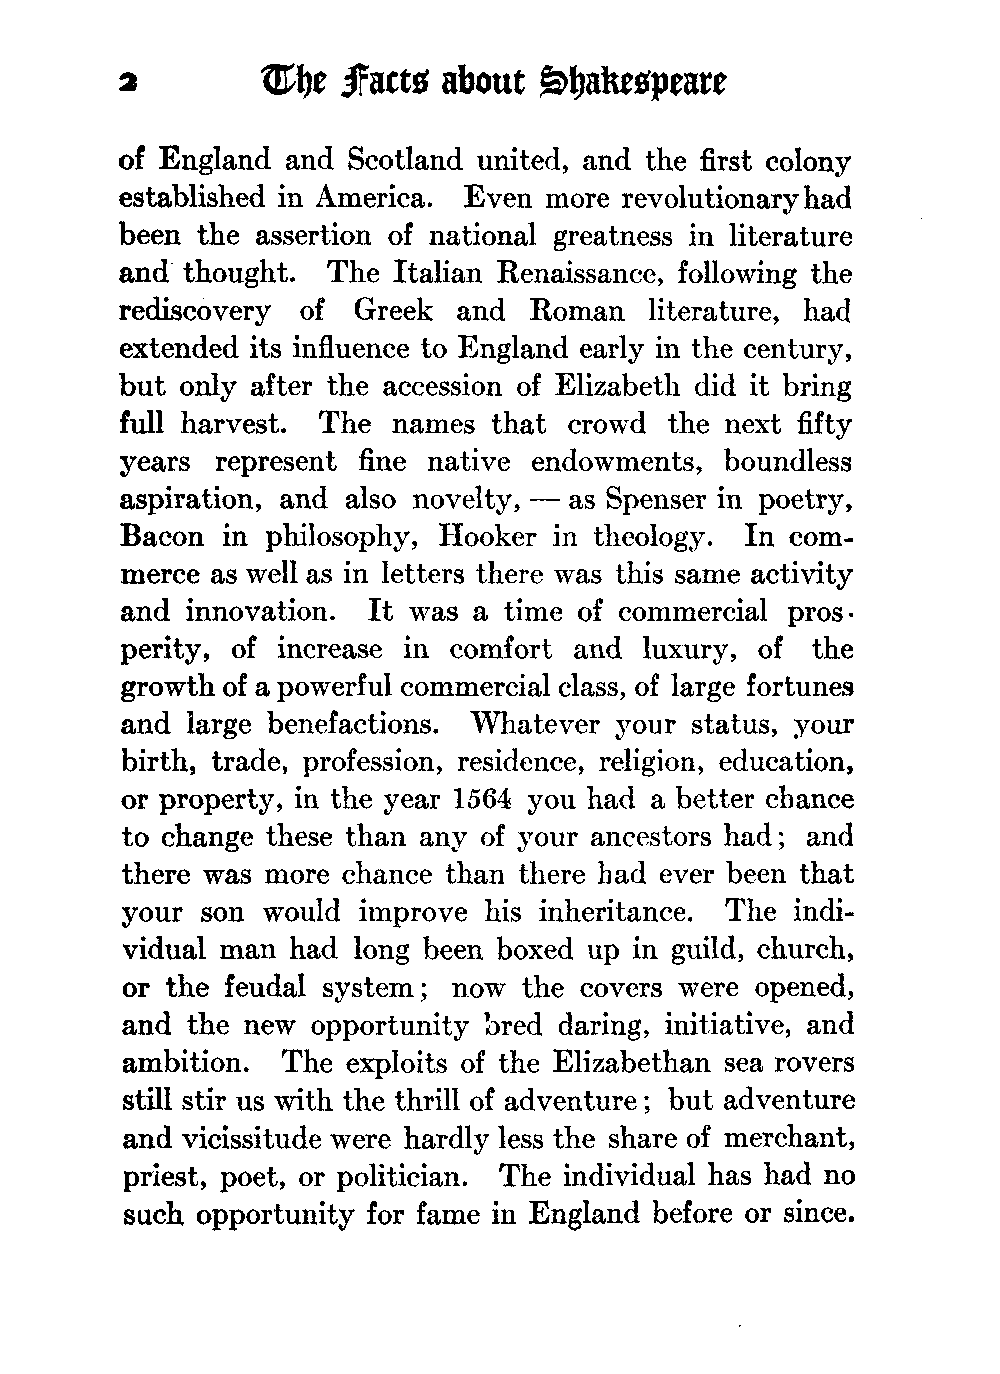 2 The Facts about Shakespeare
of England and Scotland united, and the first colony
established in America. Even more revolutionary had
been the assertion of national greatness in literature
and thought. The Italian Renaissance, following the
rediscovery of Greek and Roman literature, had
extended its influence to England early in the century,
but only after the accession of Elizabeth did it bring
full harvest. The names that crowd the next fifty
years represent fine native endowments, boundless
aspiration, and also novelty, — as Spenser in poetry,
Bacon in philosophy, Hooker in theology. In com-
merce as well as in letters there was this same activity
and innovation. It was a time of commercial pros-
perity, of increase in comfort and luxury, of the
growth of a powerful commercial class, of large fortunes
and large benefactions. Whatever your status, your
birth, trade, profession, residence, religion, education,
or property, in the year 1564 you had a better chance
to change these than any of your ancestors had; and
there was more chance than there had ever been that
your son would improve his inheritance. The indi-
vidual man had long been boxed up in guild, church,
or the feudal system; now the covers were opened,
and the new opportunity bred daring, initiative, and
ambition. The exploits of the Elizabethan sea rovers
still stir us with the thrill of adventure; but adventure
and vicissitude were hardly less the share of merchant,
priest, poet, or politician. The individual has had no
such opportunity for fame in England before or since.